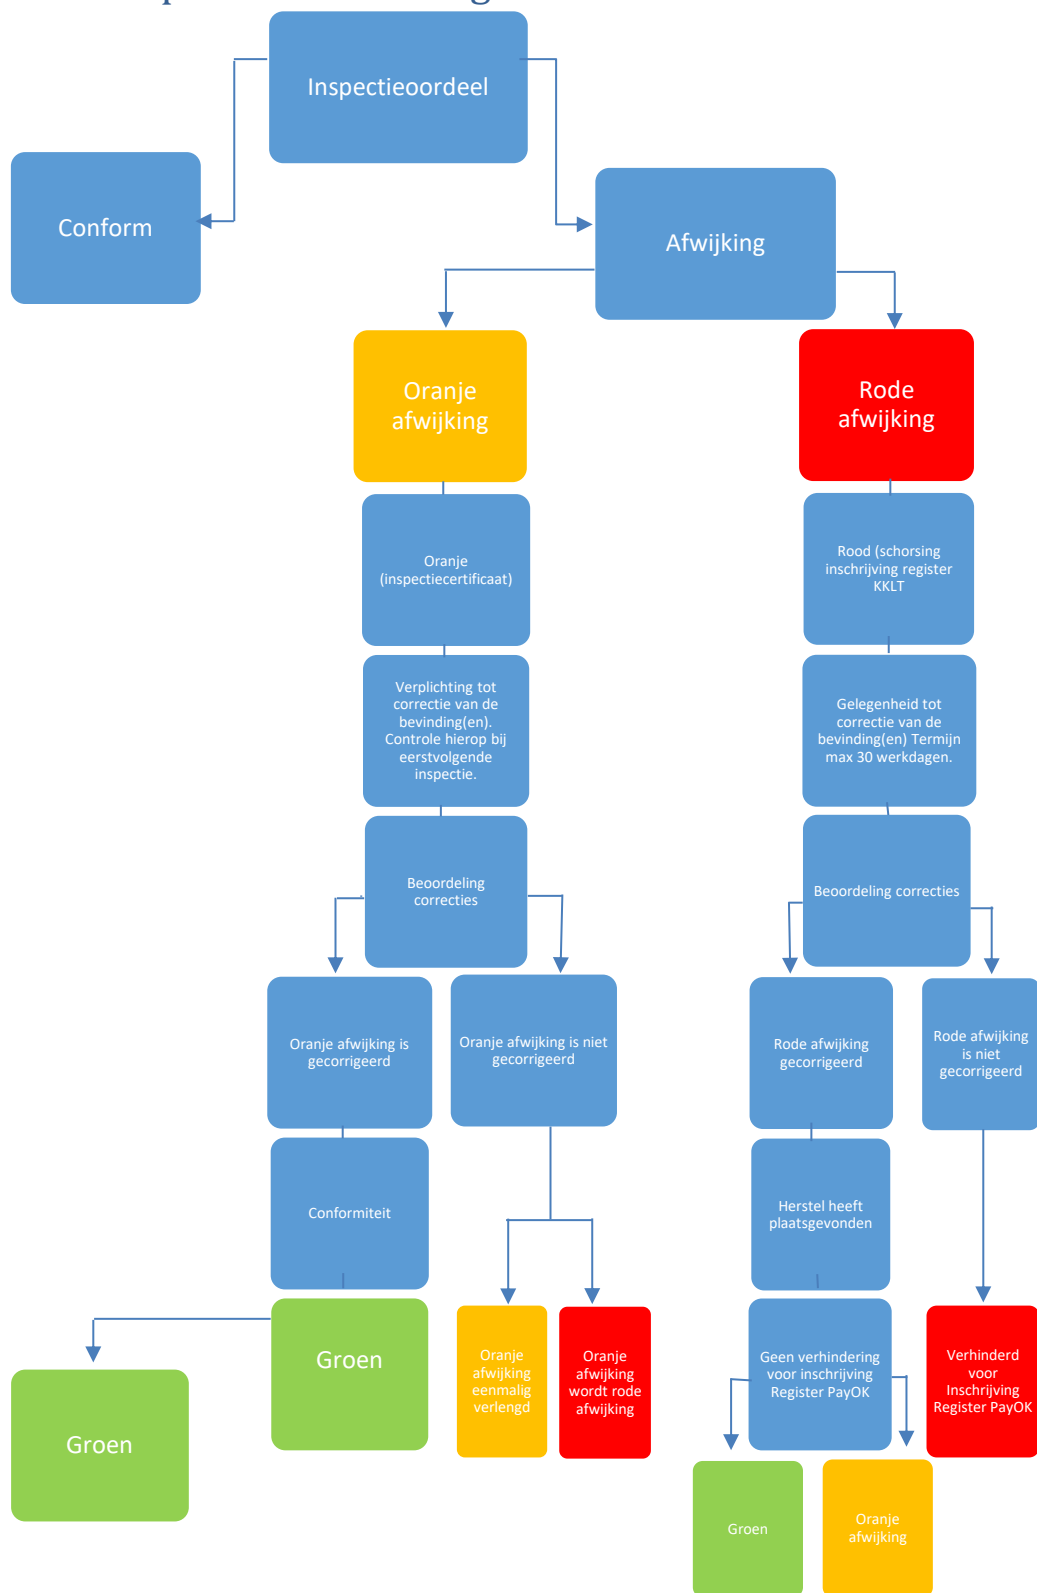 Inspectieoordeel
Conform
Afwijking
Oranje
afwijking
Rode
afwijking
Oranje
(inspectiecertificaat)
Rood (schorsing
inschrijving register
KKLT
Verplichting tot
correctie van de
bevinding(en).
Controle hierop bij
eerstvolgende
inspectie.
Gelegenheid tot
correctie van de
bevinding(en) Termijn
max 30 werkdagen.
Beoordeling
correcties
Beoordeling correcties
Oranje afwijking is
gecorrigeerd
Oranje afwijking is niet
gecorrigeerd
Rode afwijking
gecorrigeerd
Rode afwijking
is niet
gecorrigeerd
Conformiteit
Herstel heeft
plaatsgevonden
Groen
Groen
Oranje
afwijking
eenmalig
verlengd
Oranje
afwijking
wordt rode
afwijking
Geen verhindering
voor inschrijving
Register PayOK
Verhinderd
voor
Inschrijving
Register PayOK
Groen
Oranje
afwijking